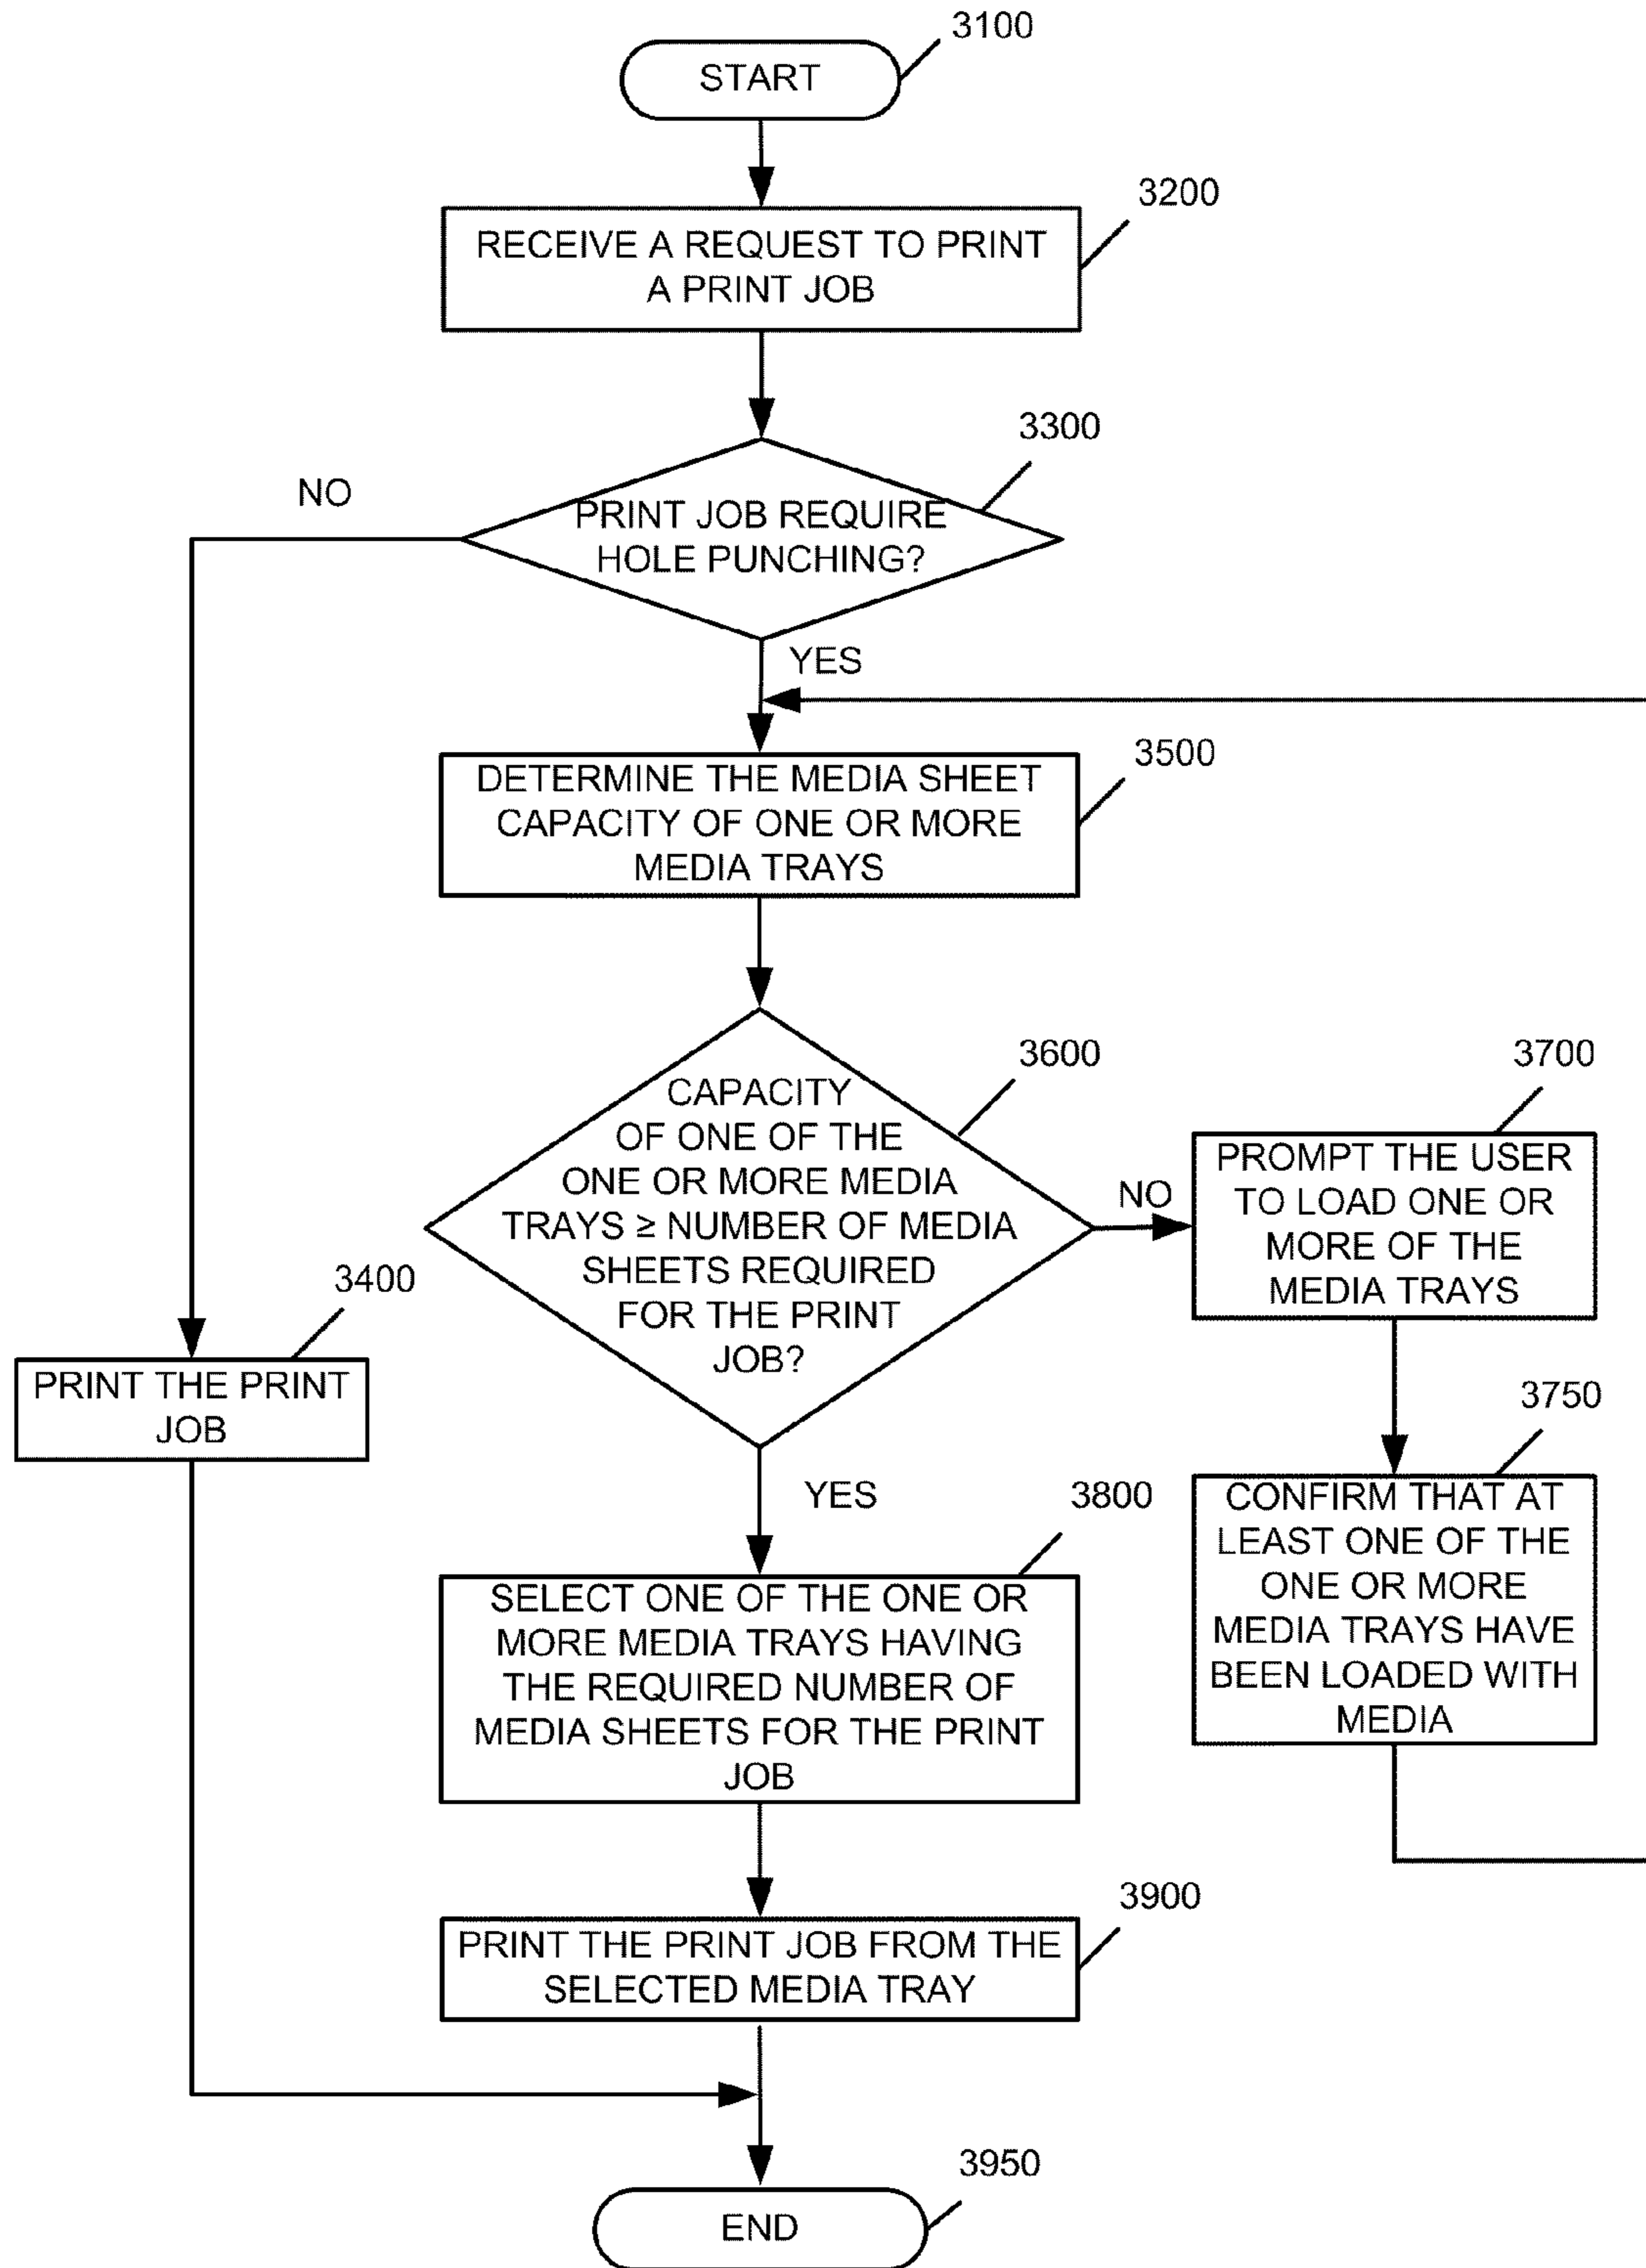 3100
START
3200
RECEIVE A REQUEST TO PRINT
A PRINT JOB
3300
NO
PRINT JOB REQUIRE
HOLE PUNCHING?
YES
3500
DETERMINE THE MEDIA SHEET
CAPACITY OF ONE OR MORE
MEDIA TRAYS
3600
CAPACITY
OF ONE OF THE
ONE OR MORE MEDIA
TRAYS ≥ NUMBER OF MEDIA
SHEETS REQUIRED
FOR THE PRINT
JOB?
NO
3700
PROMPT THE USER
TO LOAD ONE OR
MORE OF THE
MEDIA TRAYS
3400
PRINT THE PRINT
JOB
3750
CONFIRM THAT AT
LEAST ONE OF THE
ONE OR MORE
MEDIA TRAYS HAVE
BEEN LOADED WITH
MEDIA
YES
3800
SELECT ONE OF THE ONE OR
MORE MEDIA TRAYS HAVING
THE REQUIRED NUMBER OF
MEDIA SHEETS FOR THE PRINT
JOB
3900
PRINT THE PRINT JOB FROM THE
SELECTED MEDIA TRAY
3950
END